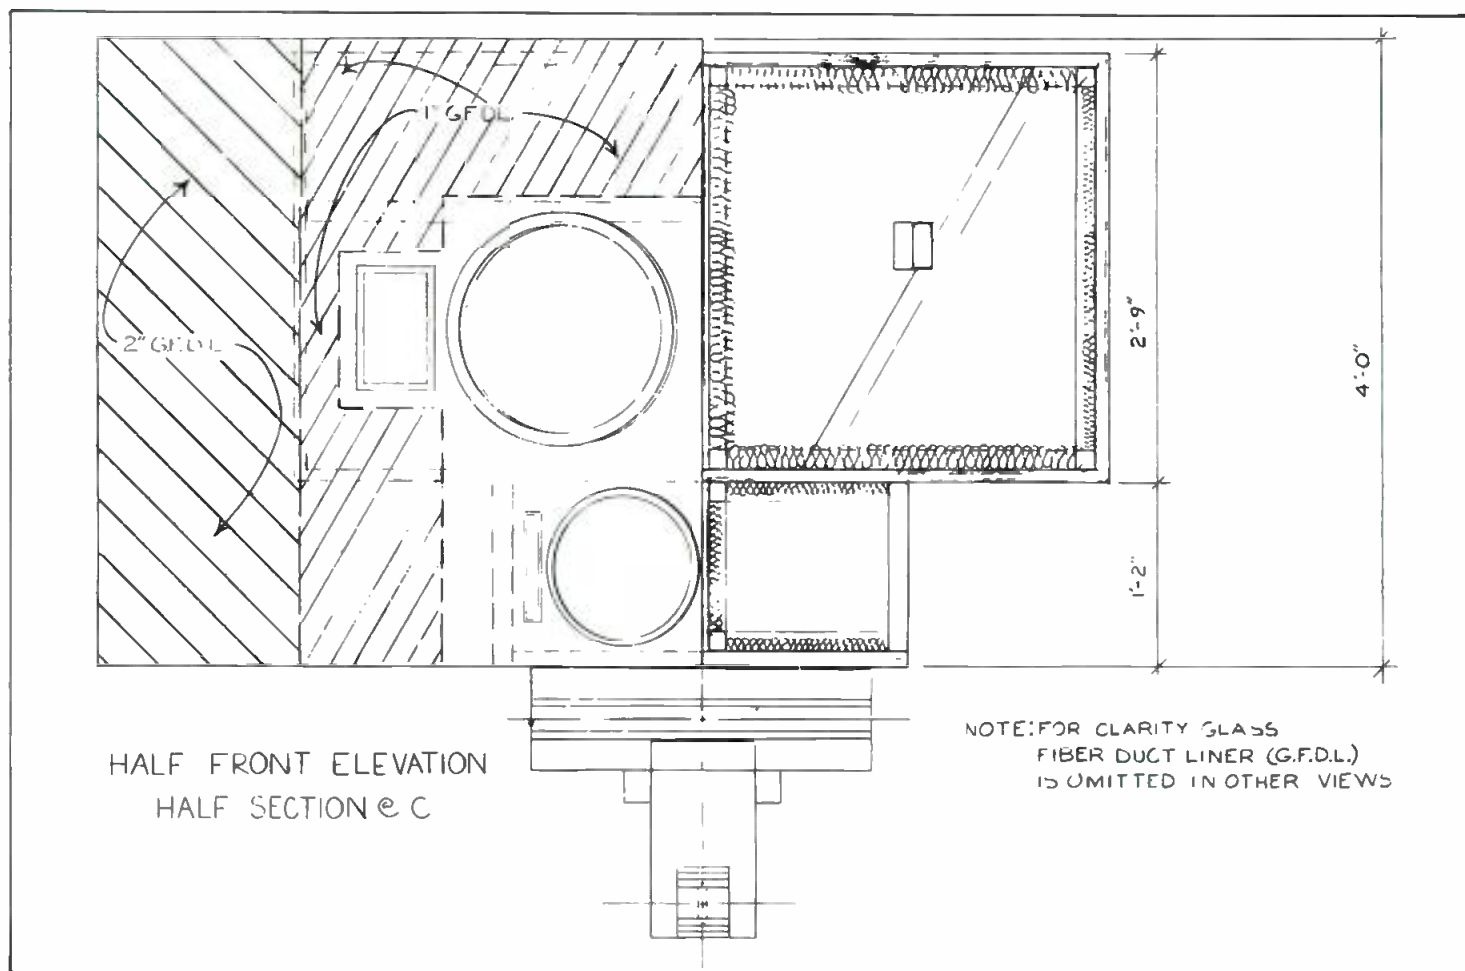 1" GFDL
2" G.F.D.L
2'-9"
4'-0"
1'-2"
HALF FRONT ELEVATION
HALF SECTION @ C
NOTE: FOR CLARITY GLASS
FIBER DUCT LINER (G.F.D.L.)
IS OMITTED IN OTHER VIEWS